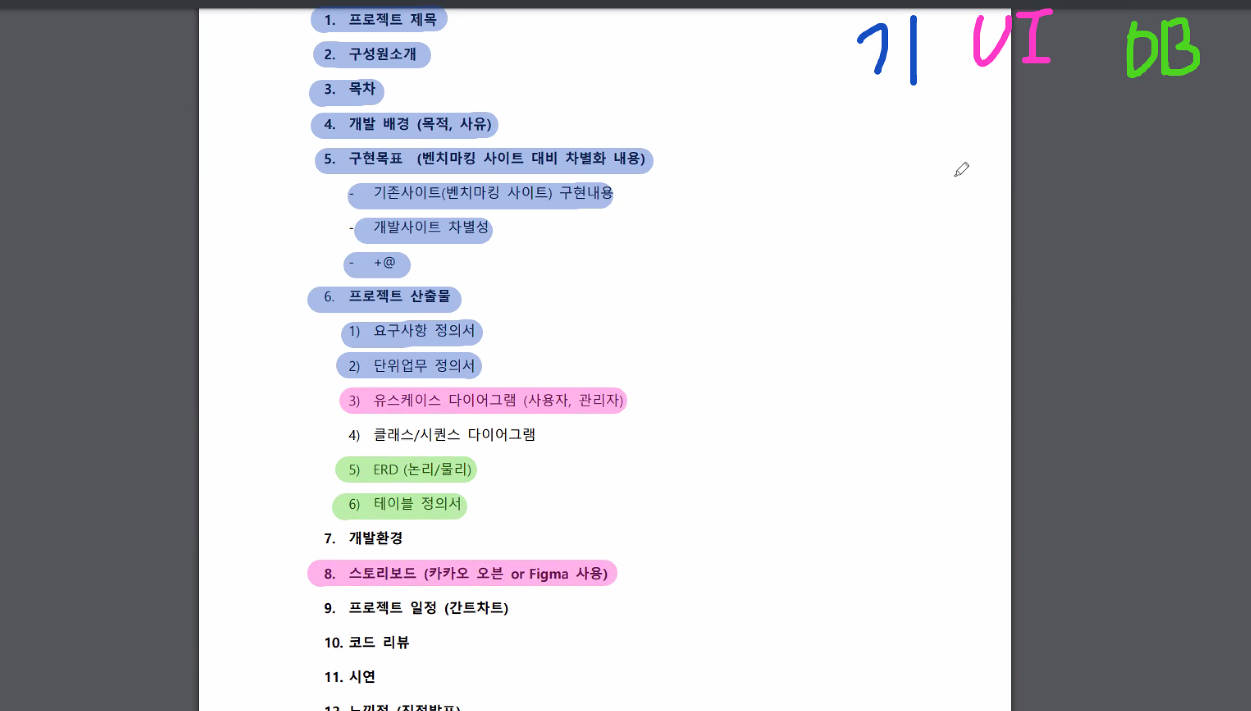 기 UI DB
1. 프로젝트 제목
2. 구성원소개
3. 목차
4. 개발 배경 (목적, 사유)
5. 구현목표 (벤치마킹 사이트 대비 차별화 내용)
- 기존사이트(벤치마킹 사이트) 구현내용
- 개발사이트 차별성
- +@
6. 프로젝트 산출물
1) 요구사항 정의서
2) 단위업무 정의서
3) 유스케이스 다이어그램 (사용자, 관리자)
4) 클래스/시퀀스 다이어그램
5) ERD (논리/물리)
6) 테이블 정의서
7. 개발환경
8. 스토리보드 (카카오 오븐 or Figma 사용)
9. 프로젝트 일정 (간트차트)
10. 코드 리뷰
11. 시연